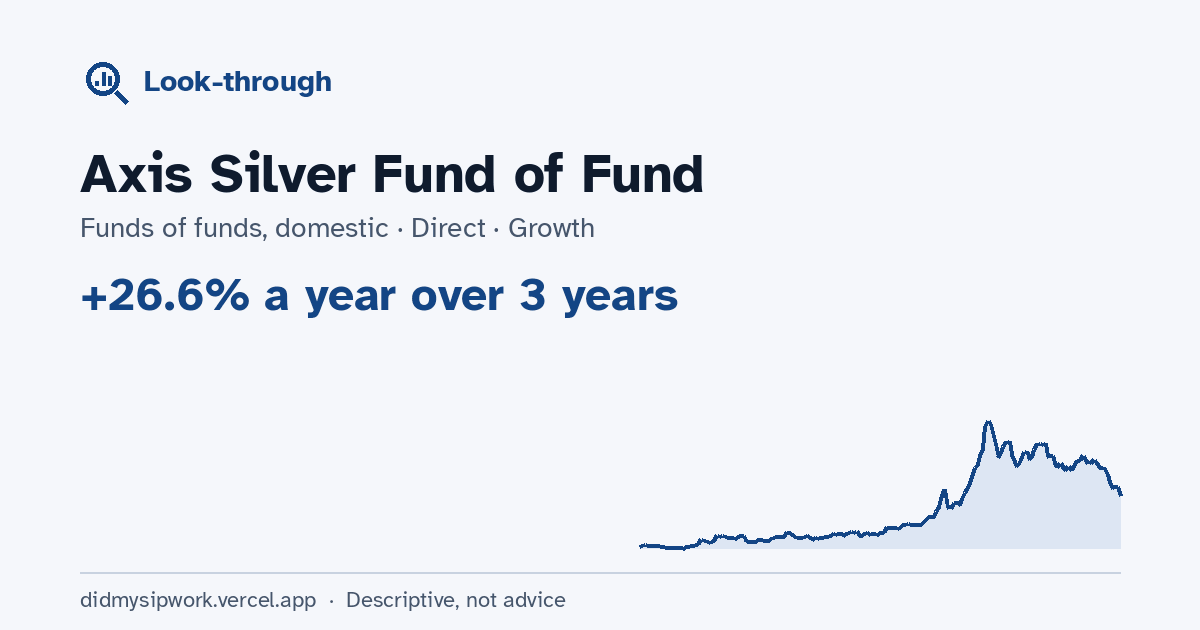 Look-through
Axis Silver Fund of Fund
Funds of funds, domestic · Direct · Growth
+26.6% a year over 3 years
didmysipwork.vercel.app · Descriptive, not advice